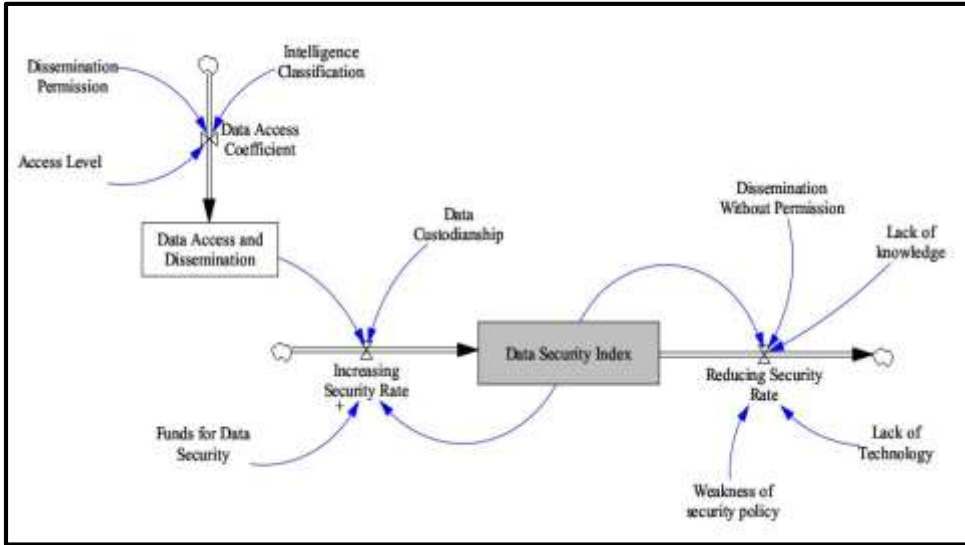 Dissemination
Permission
Intelligence
Classification
Data Access
Coefficient
Access Level
Data Access and
Dissemination
Data
Custodianship
Dissemination
Without Permission
Lack of
knowledge
Data Security Index
Increasing
Security Rate
+
Reducing Security
Rate
Funds for Data
Security
Lack of
Technology
Weakness of
security policy